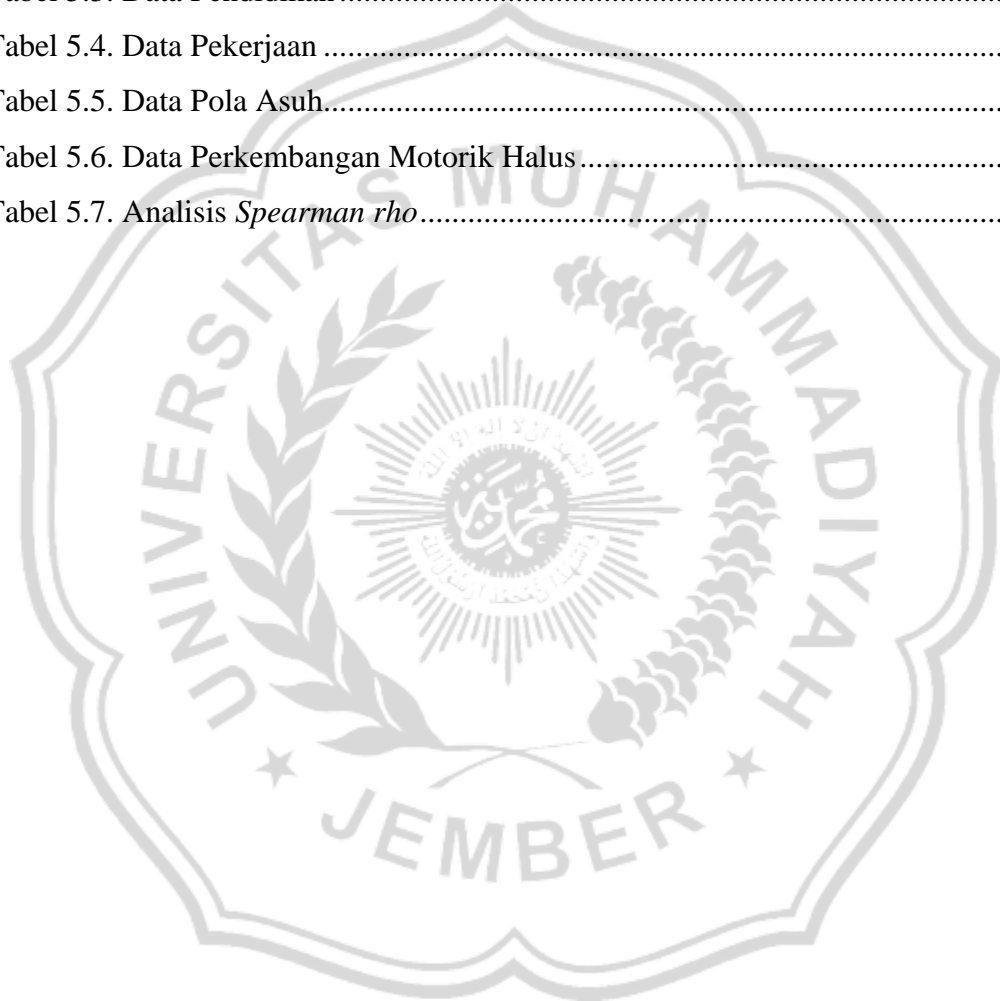 Tabel 5.4. Data Pekerjaan ........................................................................................
Tabel 5.5. Data Pola Asuh........................................................................................
Tabel 5.6. Data Perkembangan Motorik Halus ........................................................
Tabel 5.7. Analisis Spearman rho............................................................................
UNIVERSITAS MUHAMMADIYAH
JEMBER